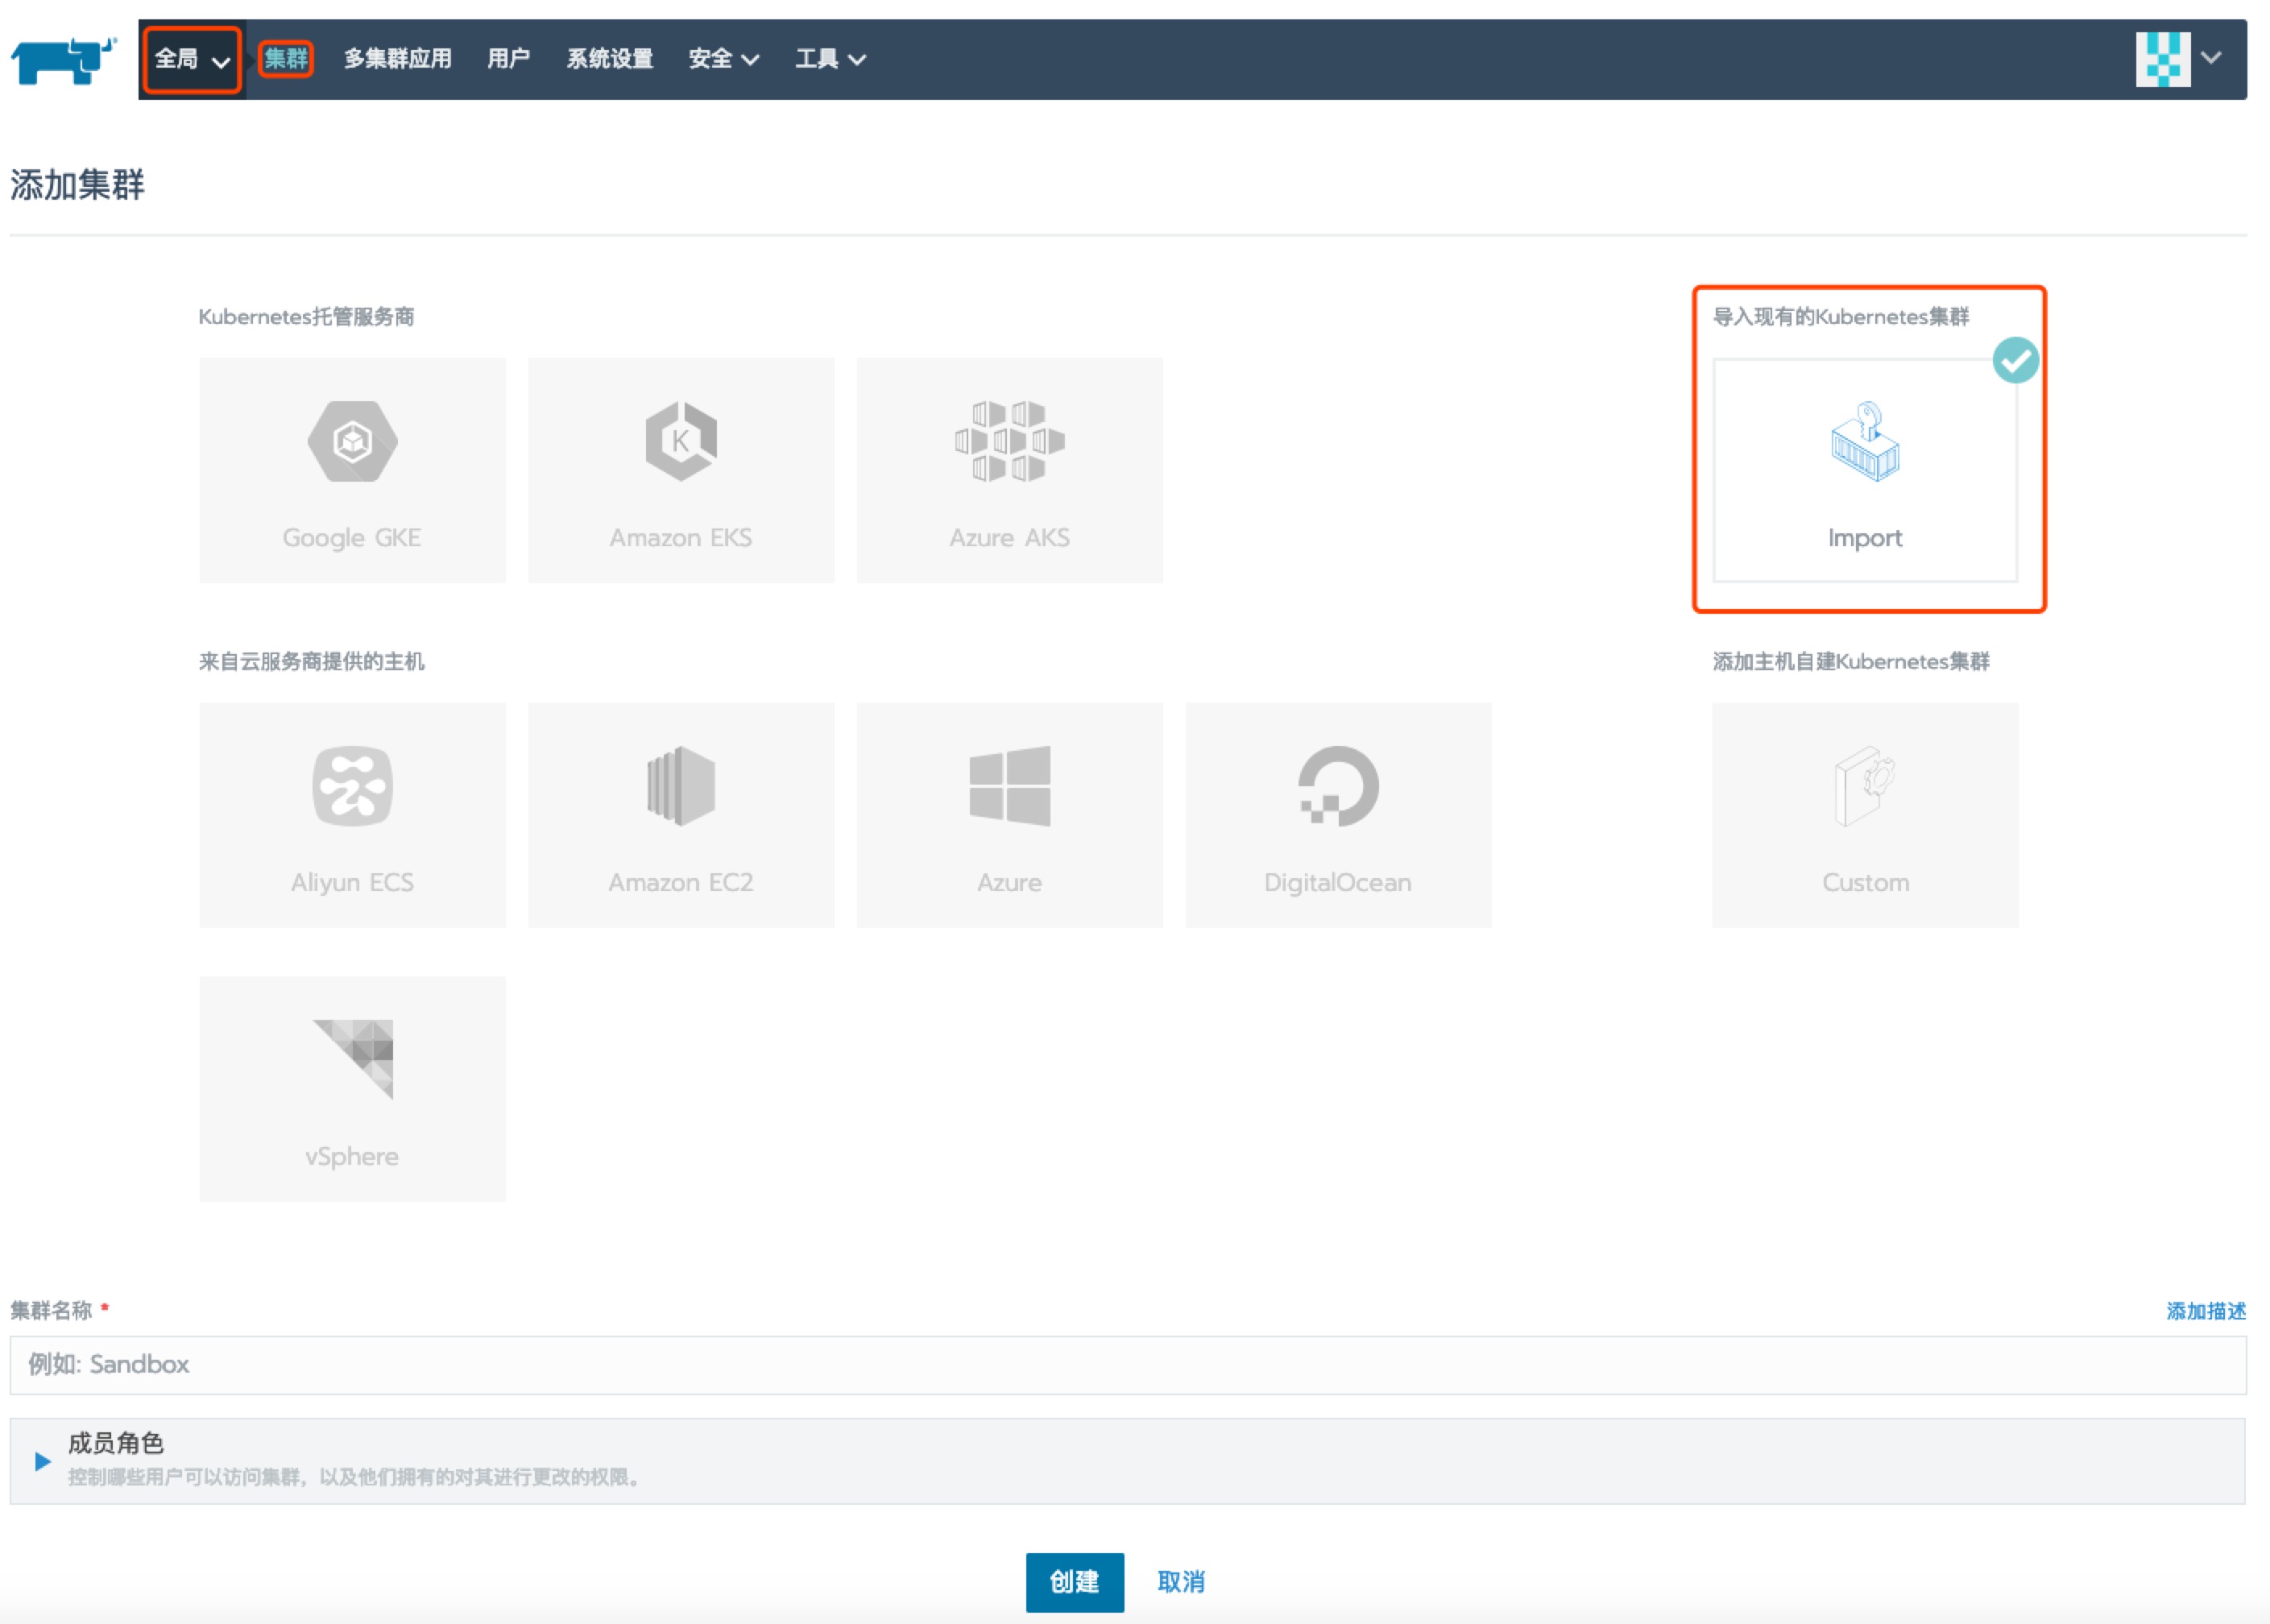 全局 集群 多集群应用 用户 系统设置 安全 工具
添加集群
Kubernetes托管服务商
导入现有的Kubernetes集群
Google GKE
Amazon EKS
Azure AKS
Import
来自云服务商提供的主机
添加主机自建Kubernetes集群
Aliyun ECS
Amazon EC2
Azure
DigitalOcean
Custom
vSphere
集群名称 *
添加描述
例如: Sandbox
成员角色
控制哪些用户可以访问集群，以及他们拥有的对其进行更改的权限。
创建
取消